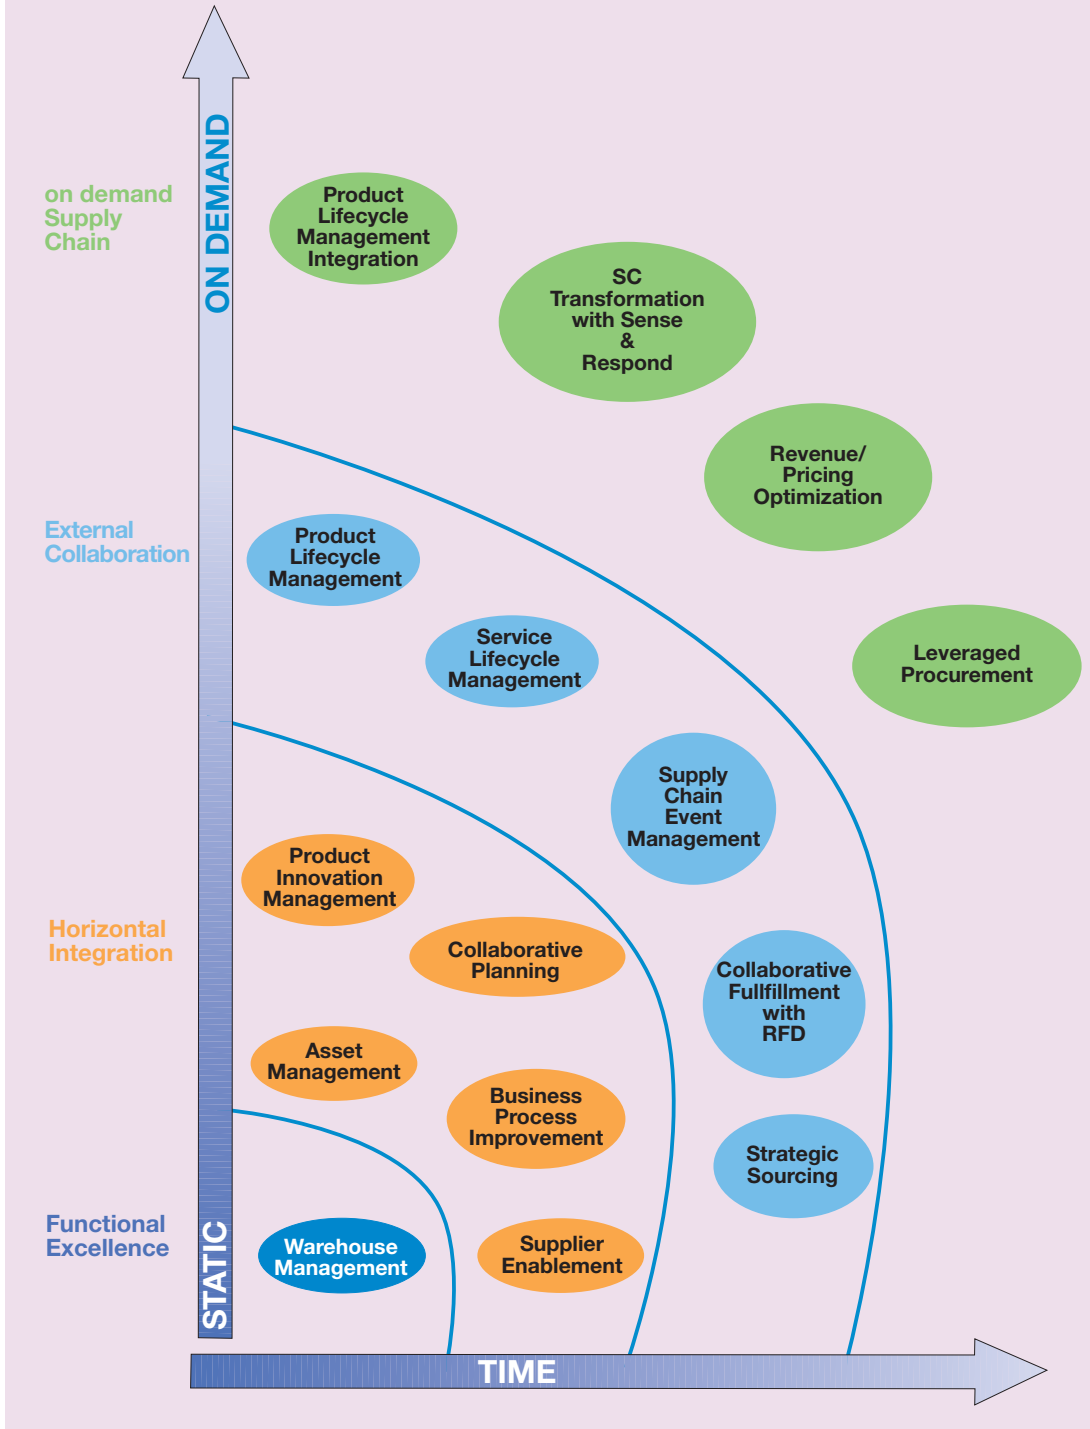 ON DEMAND
on demand
Supply
Chain
Product
Lifecycle
Management
Integration
SC
Transformation
with Sense
&
Respond
Revenue/
Pricing
Optimization
Leveraged
Procurement
External
Collaboration
Product
Lifecycle
Management
Service
Lifecycle
Management
Supply
Chain
Event
Management
Collaborative
Fullfillment
with
RFD
Strategic
Sourcing
Horizontal
Integration
Product
Innovation
Management
Collaborative
Planning
Asset
Management
Business
Process
Improvement
Supplier
Enablement
Functional
Excellence
Warehouse
Management
STATIC
TIME